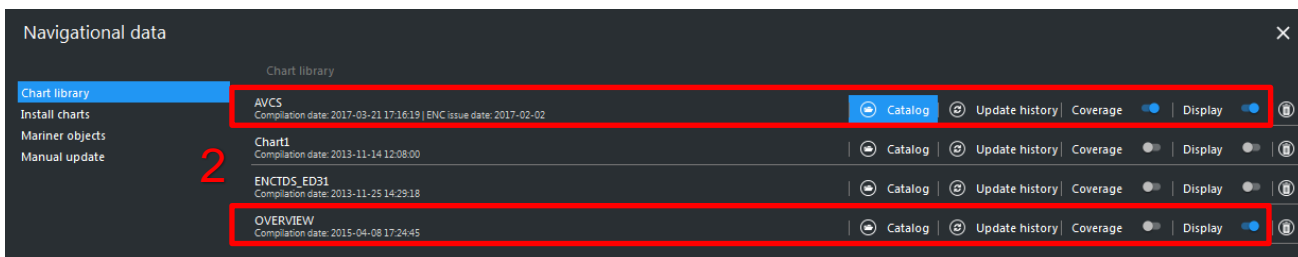 Navigational data
Chart library
Chart library
Install charts
Mariner objects
Manual update
2
AVCS
Compilation date: 2017-03-21 17:16:19 | ENC issue date: 2017-02-02
Catalog | Update history | Coverage | Display
Chart1
Compilation date: 2013-11-14 12:08:00
| Catalog | Update history | Coverage | Display |
ENCTDS_ED31
Compilation date: 2013-11-25 14:29:18
| Catalog | Update history | Coverage | Display |
OVERVIEW
Compilation date: 2015-04-08 17:24:45
| Catalog | Update history | Coverage | Display |